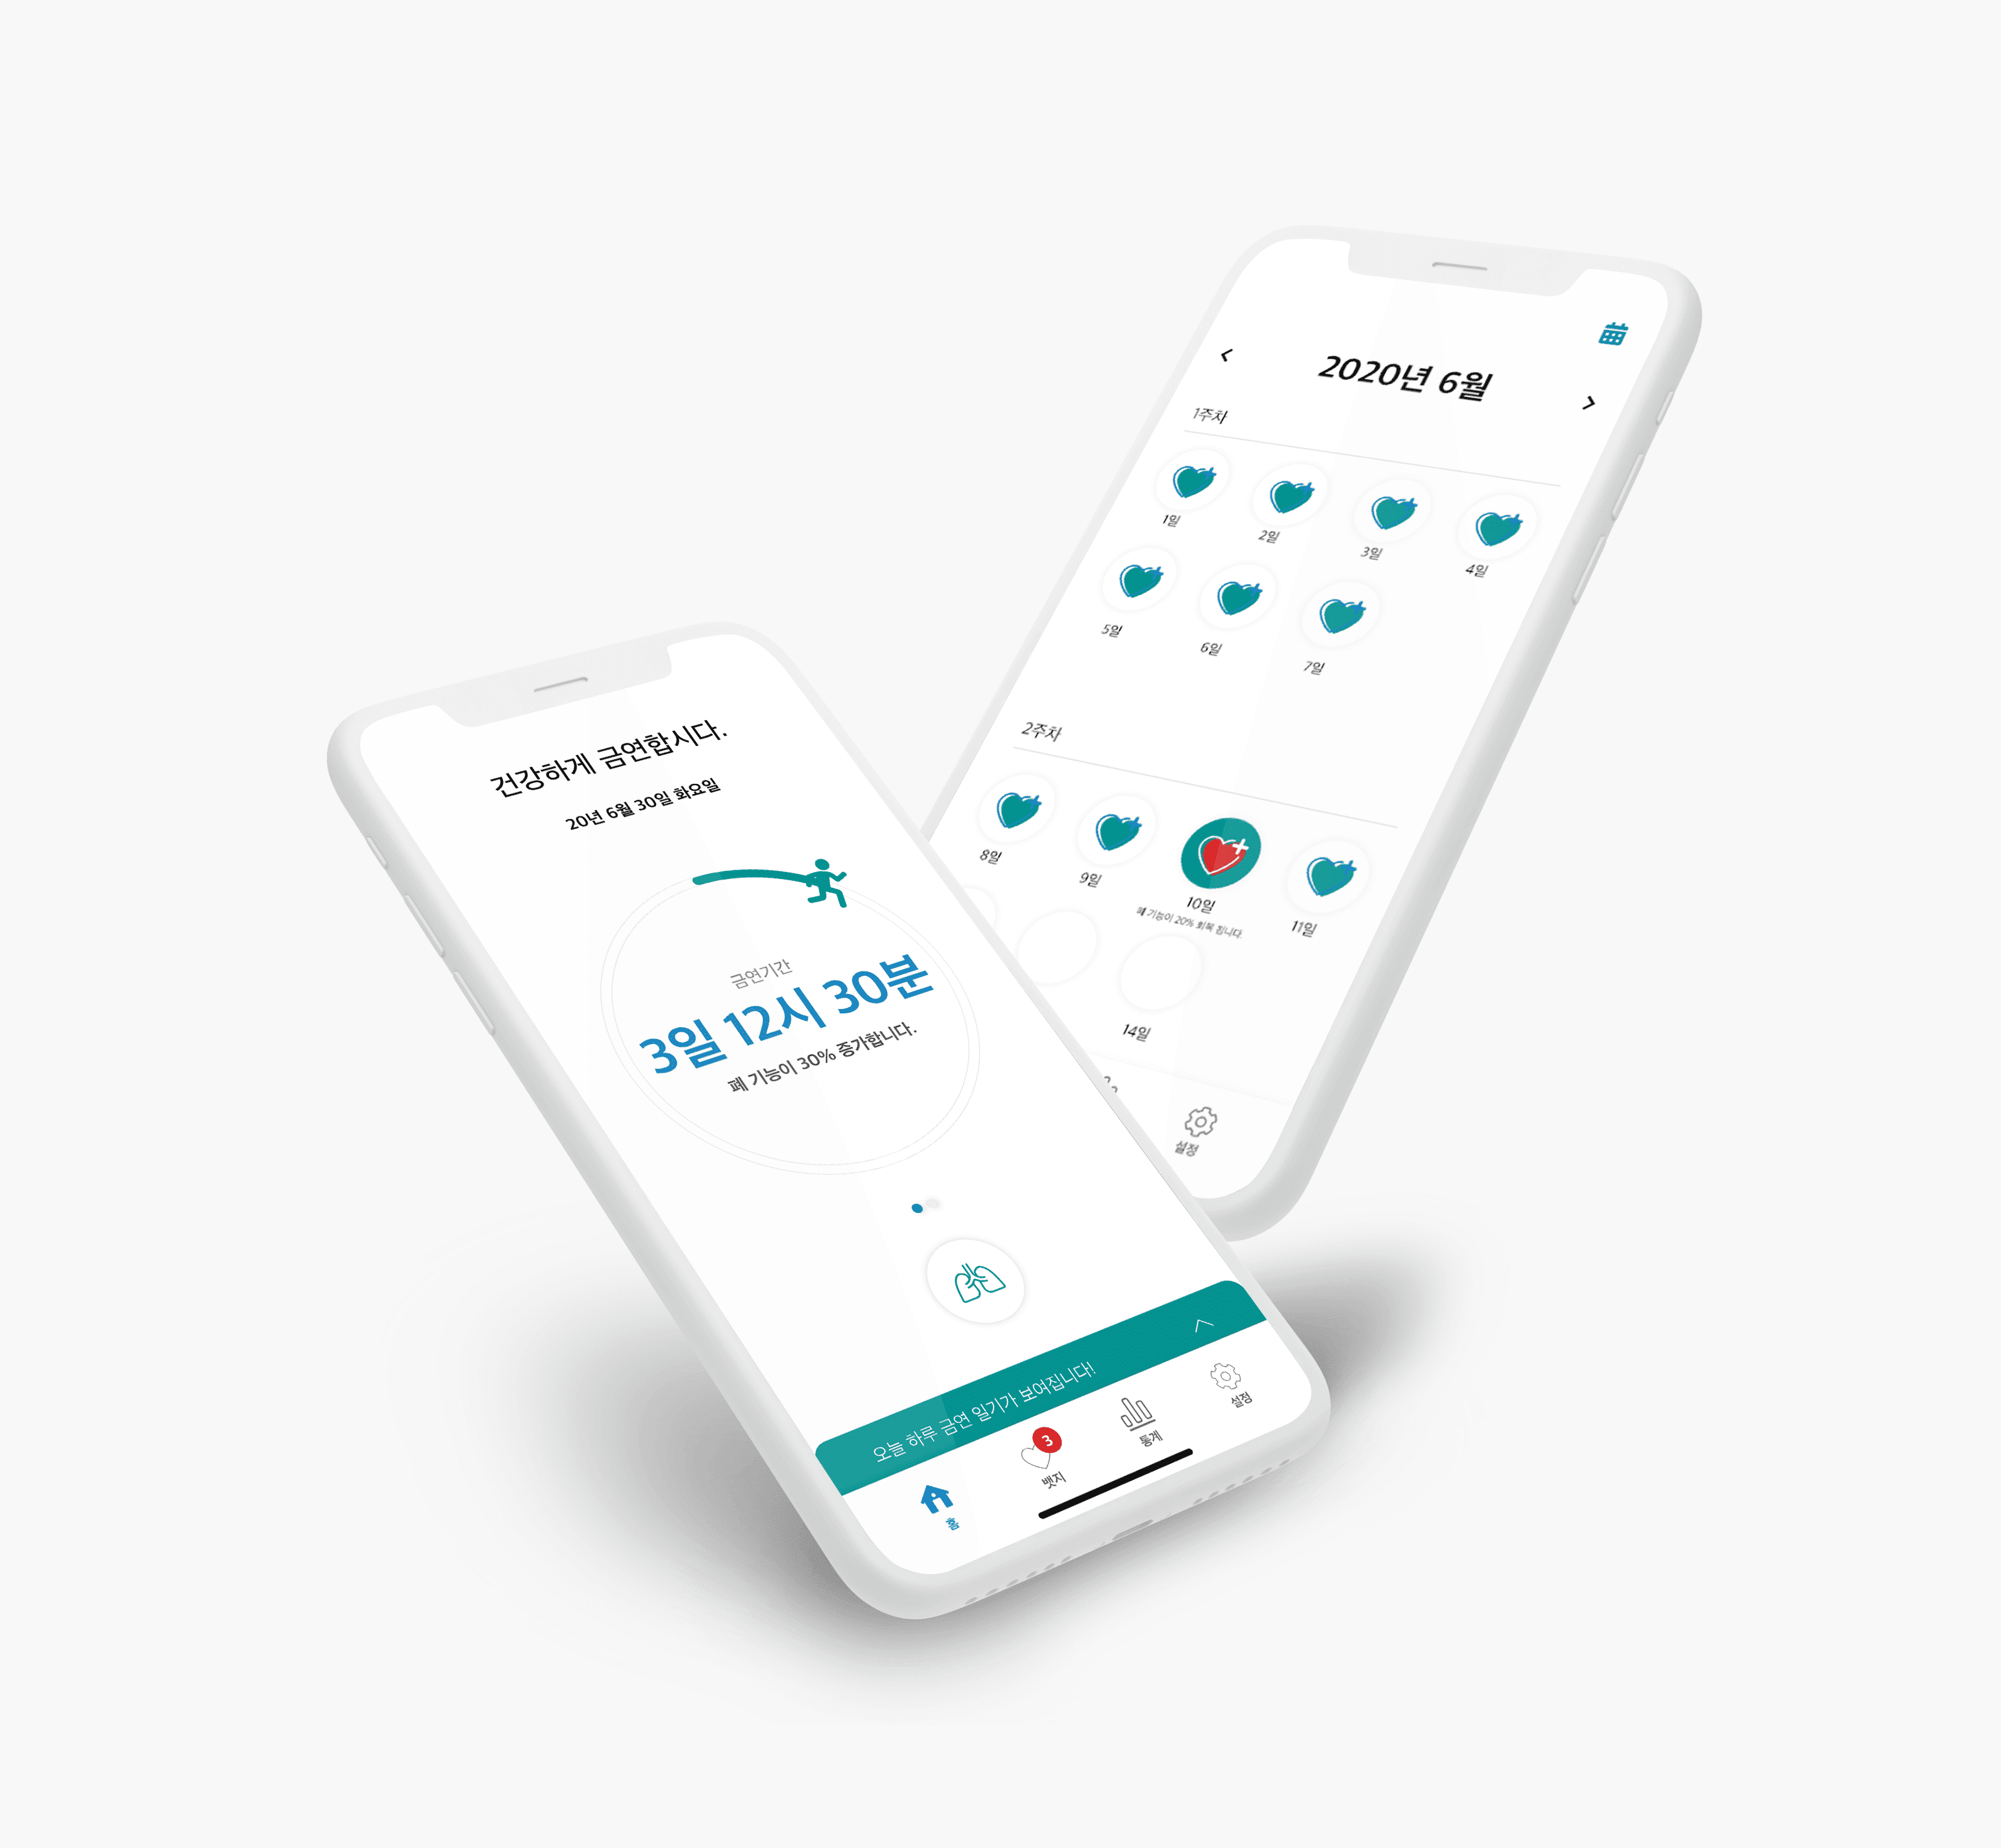 건강하게 금연합시다.
20년 6월 30일 화요일
금연기간
3일 12시 30분
폐 기능이 30% 증가합니다.
오늘 하루 금연 일기가 보여집니다!
홈
3
뱃지
통계
설정
2020년 6월
1주차
1일
2일
3일
4일
5일
6일
7일
2주차
8일
9일
10일
폐 기능이 20% 회복 됩니다.
11일
14일
설정